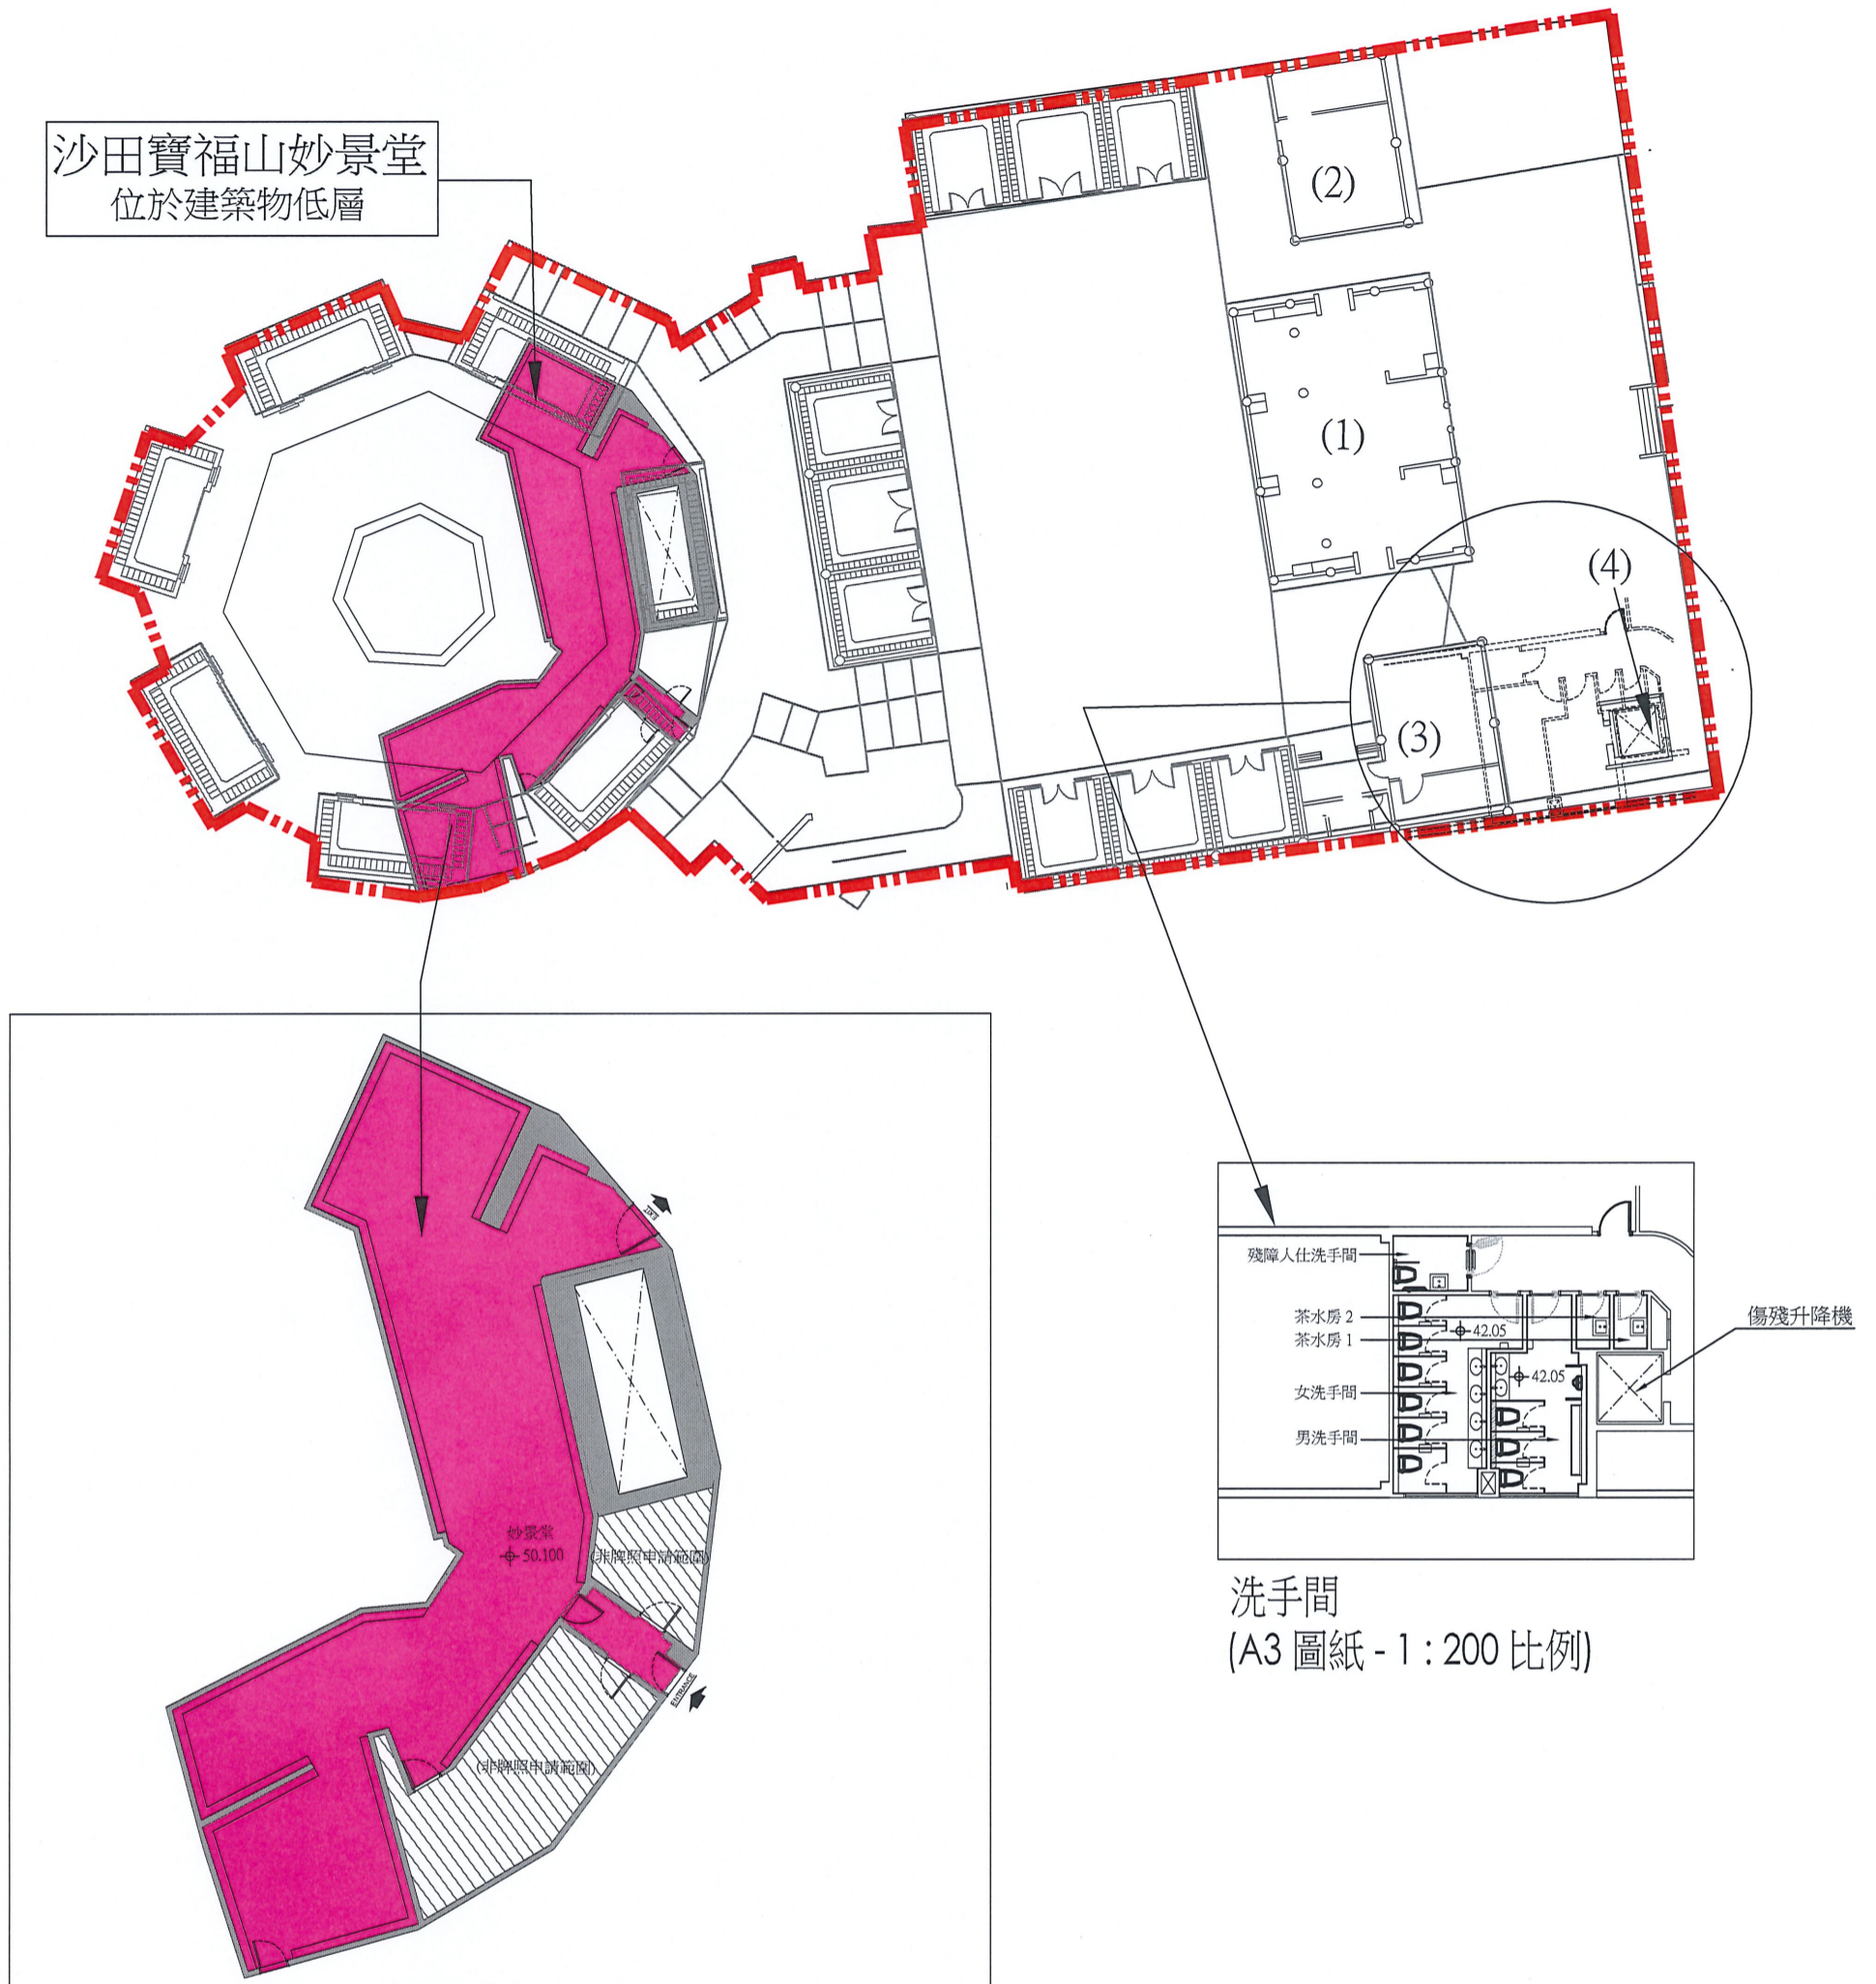 沙田寶福山妙景堂
位於建築物低層
(2)
(1)
(4)
(3)
EXIT
妙景堂
50.100
(非牌照申請範圍)
ENTRANCE
(非牌照申請範圍)
殘障人仕洗手間
茶水房 2
42.05
茶水房 1
傷殘升降機
42.05
女洗手間
男洗手間
洗手間
(A3 圖紙 - 1 : 200 比例)